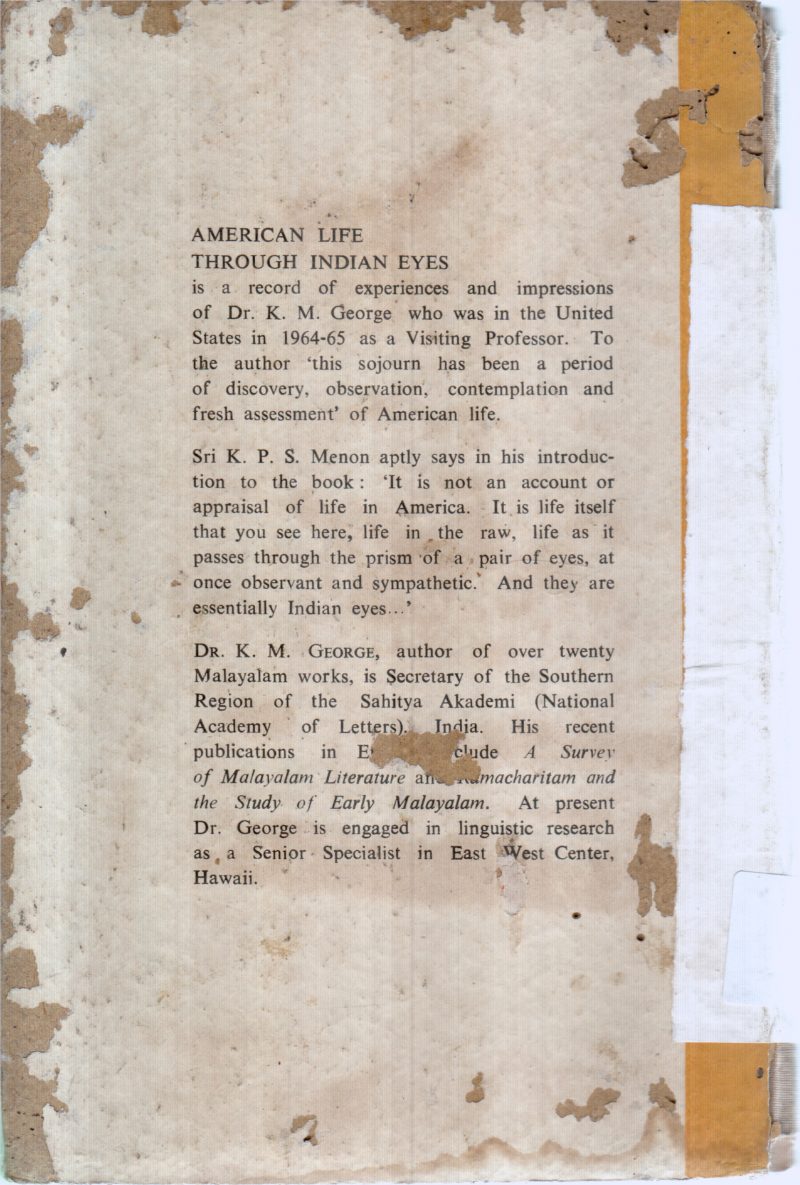 AMERICAN LIFE
THROUGH INDIAN EYES
is a record of experiences and impressions
of Dr. K. M. George who was in the United
States in 1964-65 as a Visiting Professor. To
the author ‘this sojourn has been a period
of discovery, observation, contemplation and
fresh assessment’ of American life.
Sri K. P. S. Menon aptly says in his introduc-
tion to the book : ‘It is not an account or
appraisal of life in America. It is life itself
that you see here, life in the raw, life as it
passes through the prism of a pair of eyes, at
once observant and sympathetic. And they are
essentially Indian eyes...’
DR. K. M. GEORGE, author of over twenty
Malayalam works, is Secretary of the Southern
Region of the Sahitya Akademi (National
Academy of Letters). India. His recent
publications in A Survey
of Malayalam Literature and Ramacharitam and
the Study of Early Malayalam. At present
Dr. George is engaged in linguistic research
as a Senior Specialist in East West Center,
Hawaii.